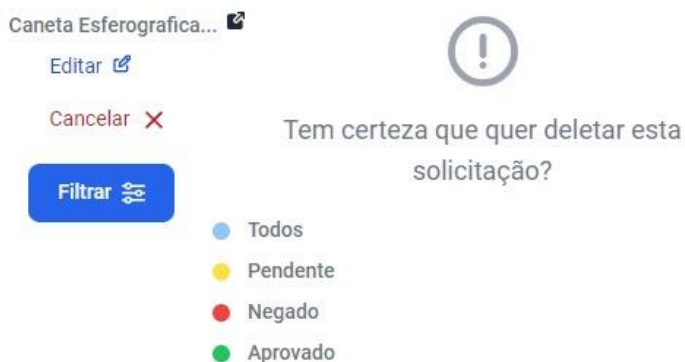 Caneta Esferografica...
Editar
Cancelar
Filtrar
Tem certeza que quer deletar esta
solicitação?
Todos
Pendente
Negado
Aprovado